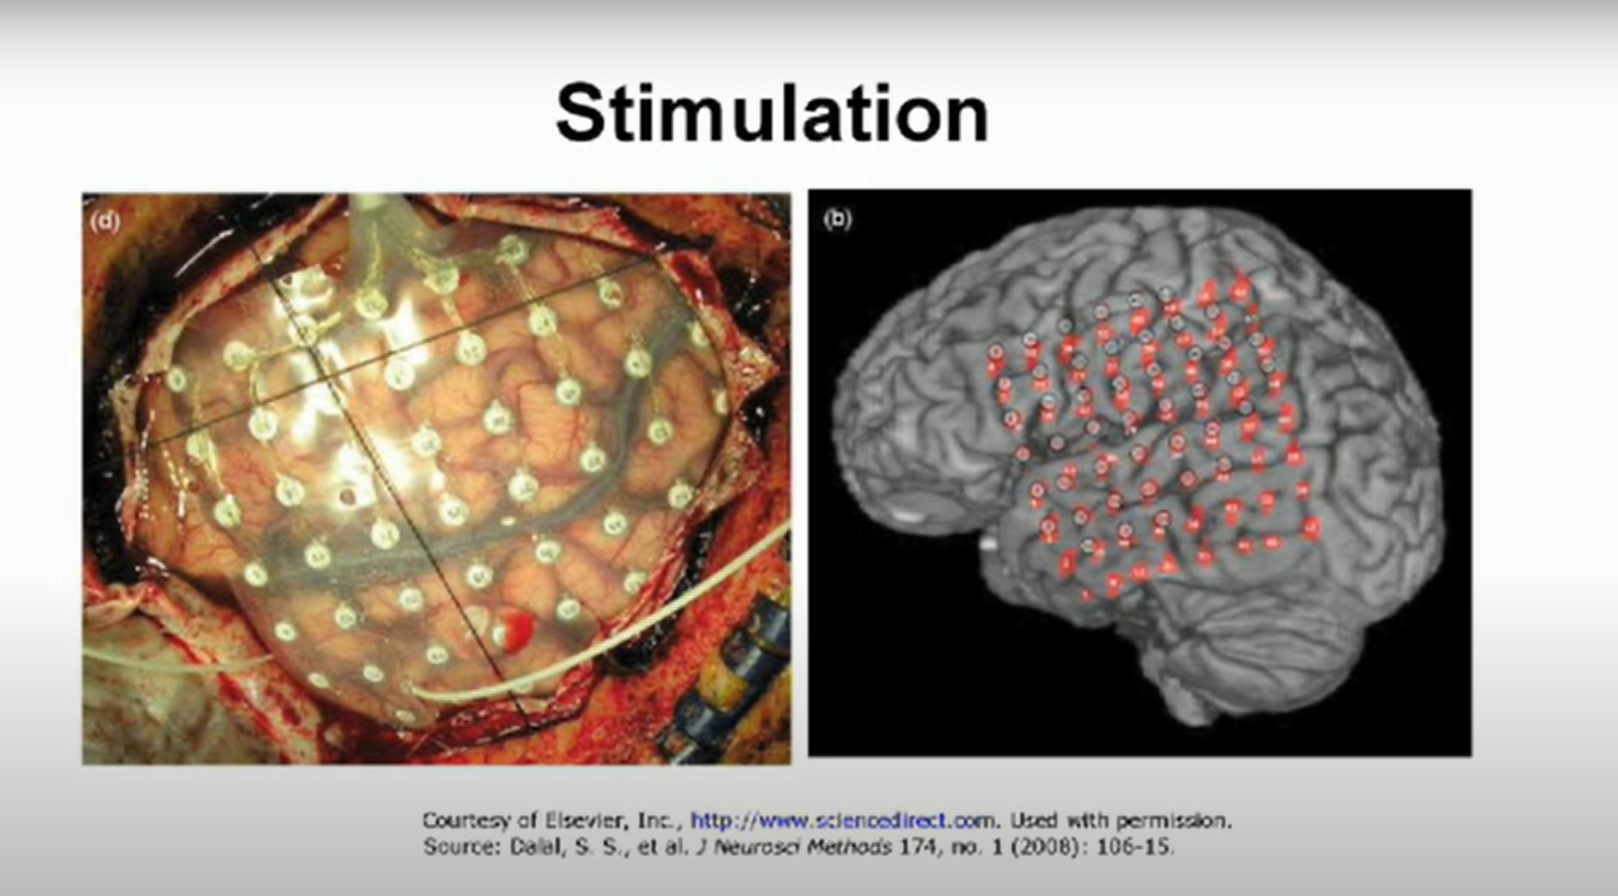 Stimulation
(d)
(b)
Courtesy of Elsevier, Inc., http://www.sciencedirect.com. Used with permission.
Source: Dalal, S. S., et al. J Neurosci Methods 174, no. 1 (2008): 106-15.